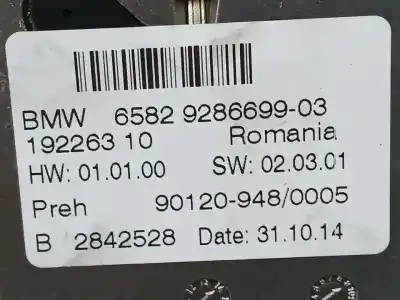 BMW 6582 9286699-03
192263 10 Romania
HW: 01.01.00 SW: 02.03.01
Preh 90120-948/0005
B 2842528 Date: 31.10.14